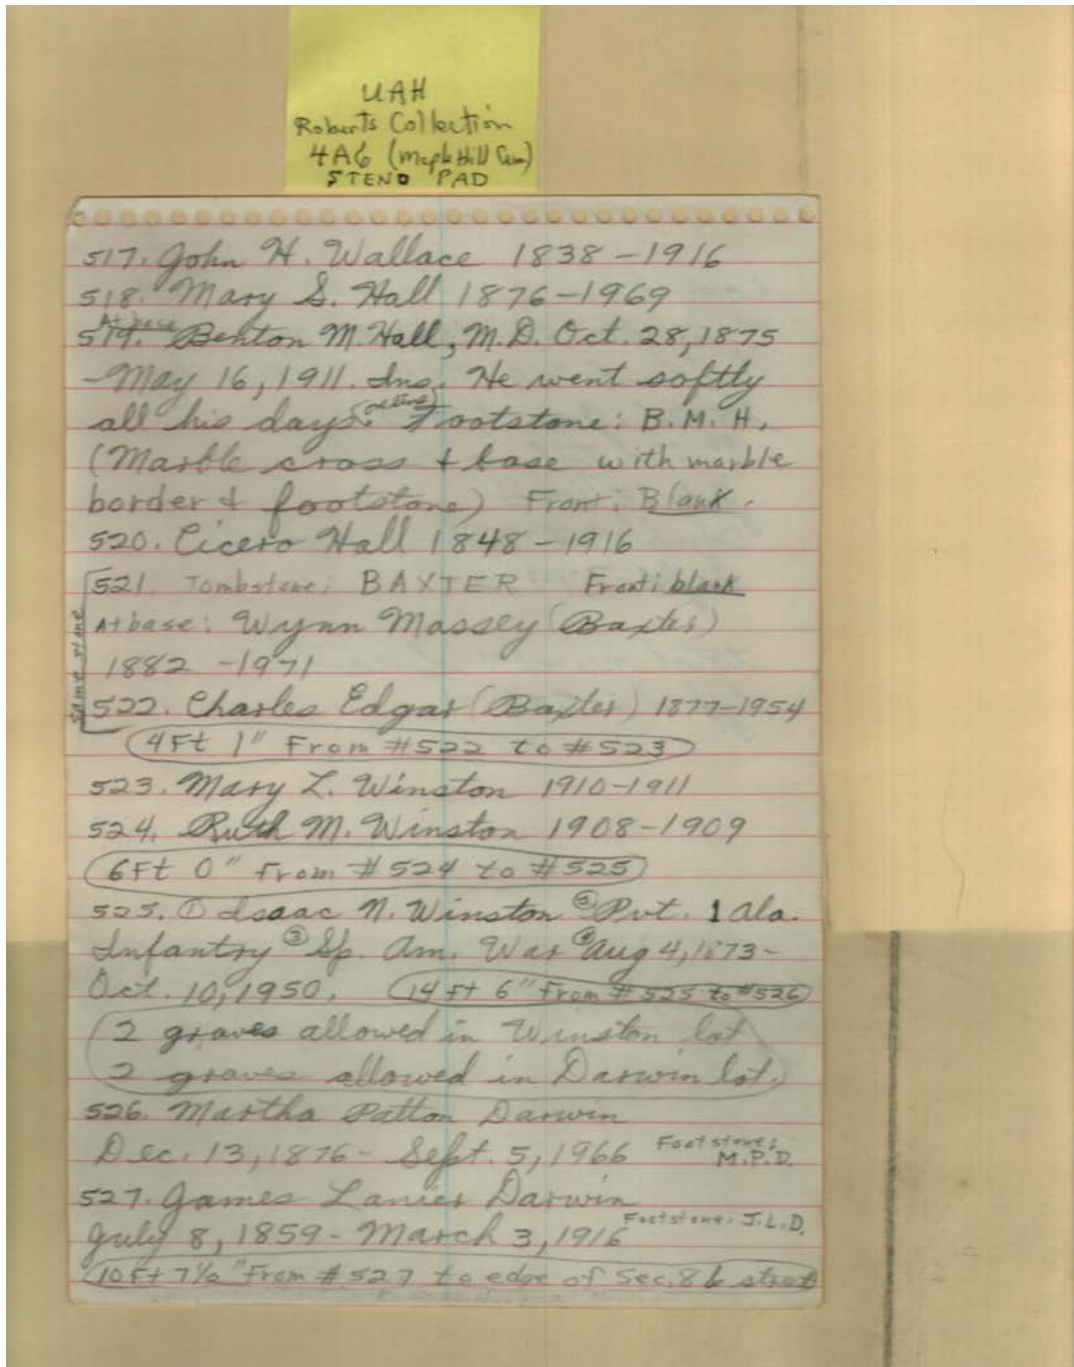 UAH
Roberts Collection
4A6 (Maple Hill Cem)
STENO PAD
517. John H. Wallace 1838-1916
518. Mary S. Hall 1876-1969
At base
519. Benton M Hall, M.D. Oct. 28, 1875
-May 16, 1911. Ins. He went softly
all his days. Footstone: B.M.H.
(Marble cross & base with marble
border & footstone) Front: Blank.
520. Cicero Hall 1848-1916
521. Tombstone: BAXTER Front: blank
At base: Wynn Massey (Baxter)
1882 -1971
same stone
522. Charles Edgar (Baxter) 1877-1954
4Ft 1" From #522 to #523
523. Mary L. Winston 1910-1911
524. Ruth M. Winston 1908-1909
6Ft 0" From #524 to #525
525. ① Isaac N. Winston ② Pvt. 1 Ala.
Infantry ③ Sp. Am. War ④ Aug 4, 1873-
Oct. 10, 1950. 14 ft 6" From #525 to #526
2 graves allowed in Winston lot
2 graves allowed in Darwin lot.
526. Martha Patton Darwin
Dec. 13, 1876- Sept. 5, 1966 Footstone: M.P.D.
527. James Lanier Darwin
July 8, 1859- March 3, 1916 Footstone: J.L.D.
10Ft 7½" From #527 to edge of Sec. 8 & street